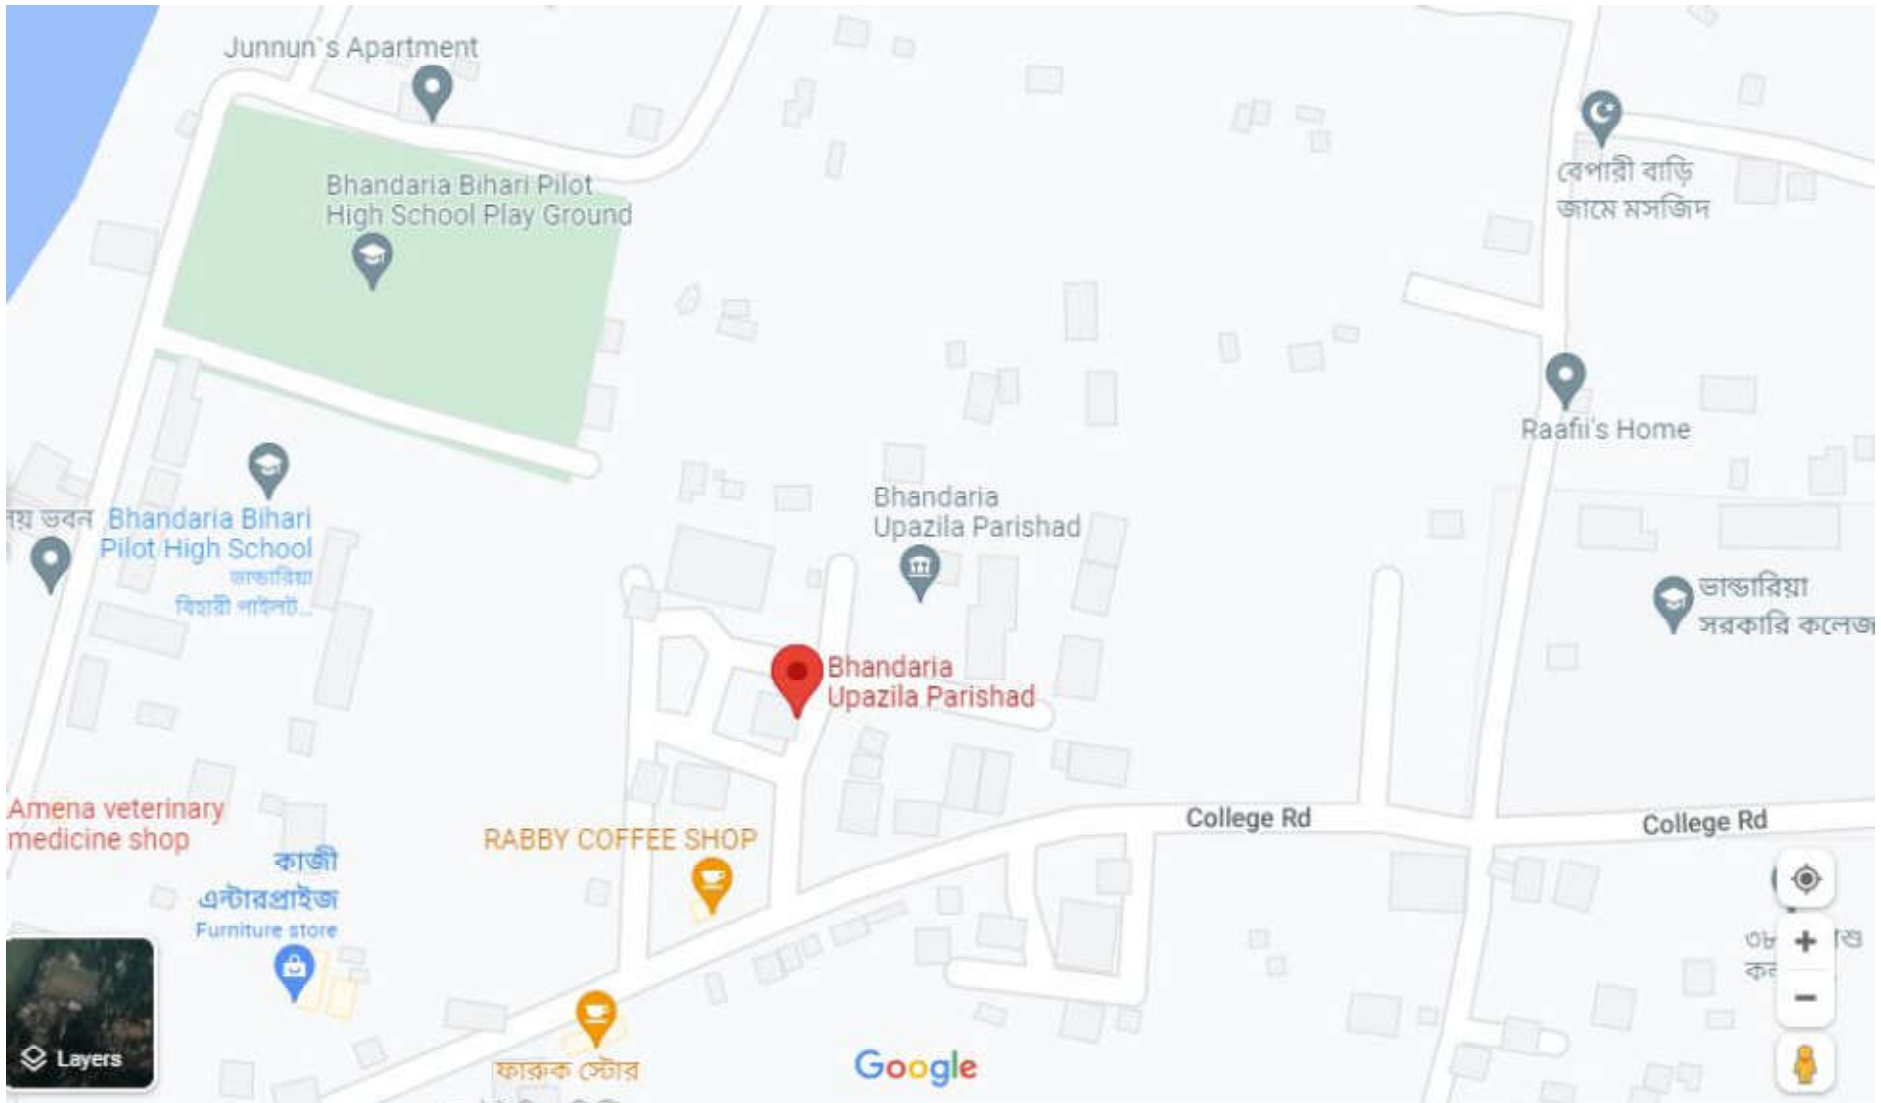 Junnun`s Apartment
Bhandaria Bihari Pilot
High School Play Ground
বেপারী বাড়ি
জামে মসজিদ
Raafii's Home
Bhandaria
Upazila Parishad
ভবন
Bhandaria Bihari
Pilot High School
ভান্ডারিয়া
বিহারী পাইলট...
ভান্ডারিয়া
সরকারি কলেজ
Bhandaria
Upazila Parishad
Amena veterinary
medicine shop
RABBY COFFEE SHOP
College Rd
College Rd
কাজী
এন্টারপ্রাইজ
Furniture store
Layers
ফারুক স্টোর
Google